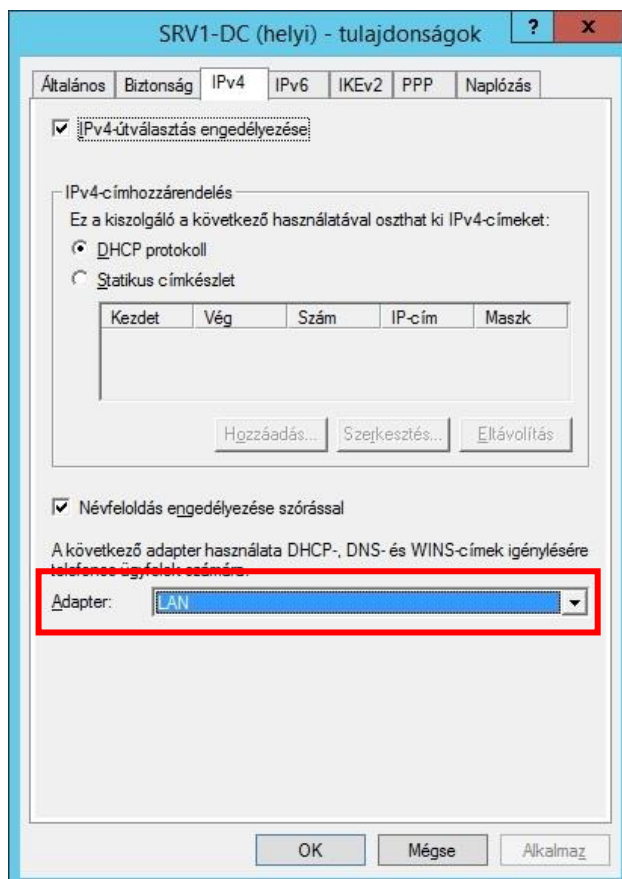 SRV1-DC (helyi) - tulajdonságok ? x
Általános Biztonság IPv4 IPv6 IKEv2 PPP Naplózás
IPv4-útválasztás engedélyezése
IPv4-címhozzárendelés
Ez a kiszolgáló a következő használatával oszthat ki IPv4-címeket:
DHCP protokoll
Statikus címkészlet
Kezdet Vég Szám IP-cím Maszk
Hozzáadás... Szerkesztés... Eltávolítás
Névfeloldás engedélyezése szórással
A következő adapter használata DHCP-, DNS- és WINS-címek igénylésére
telefonos ügyfelek számára:
Adapter: LAN
OK Mégse Alkalmaz